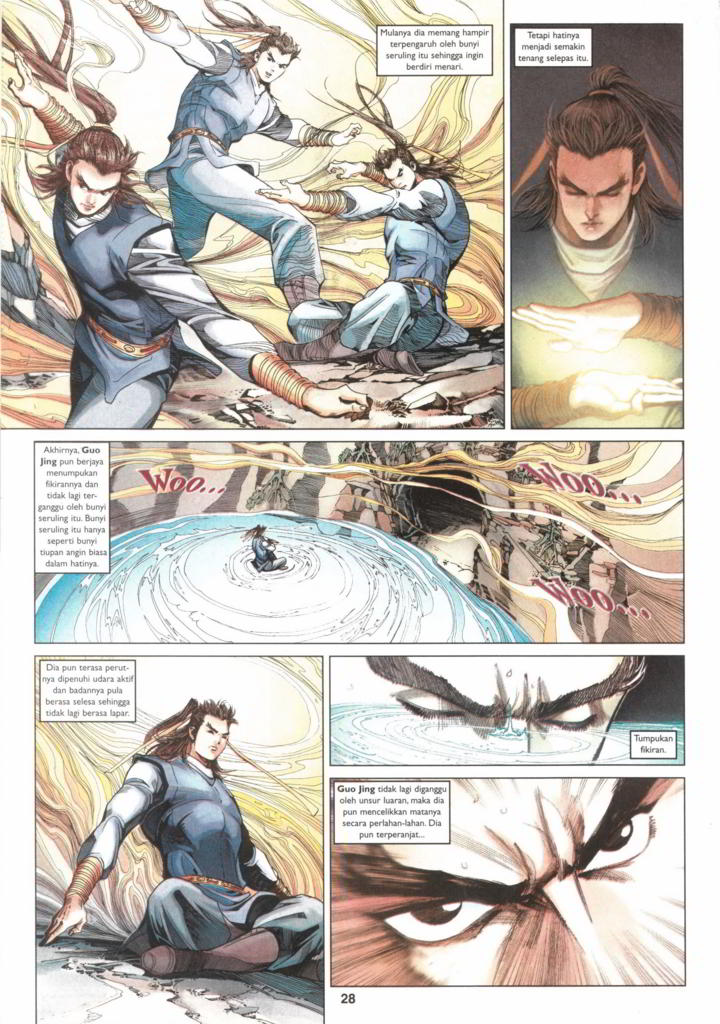 Mulanya dia memang hampir
terpengaruh oleh bunyi
seruling itu sehingga ingin
berdiri menari.
Tetapi hatinya
menjadi semakin
tenang selepas itu.
Akhirnya, Guo
Jing pun berjaya
menumpukan
fikirannya dan
tidak lagi ter-
ganggu oleh bunyi
seruling itu. Bunyi
seruling itu hanya
seperti bunyi
tiupan angin biasa
dalam hatinya.
Woo...
Woo...
Woo...
Dia pun terasa perut-
nya dipenuhi udara aktif
dan badannya pula
berasa selesa sehingga
tidak lagi berasa lapar.
Tumpukan
fikiran.
Guo Jing tidak lagi diganggu
oleh unsur luaran, maka dia
pun mencelikkan matanya
secara perlahan-lahan. Dia
pun terperanjat...
28